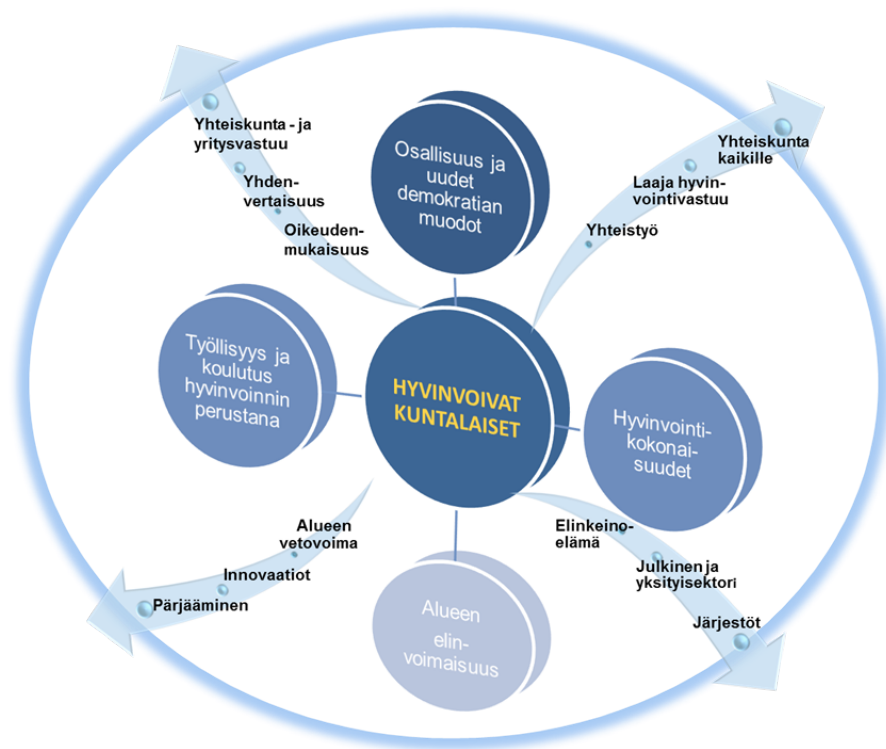 Yhteiskunta - ja
yritysvastuu
Yhden-
vertaisuus
Oikeuden-
mukaisuus
Osallisuus ja
uudet
demokratian
muodot
Yhteiskunta
kaikille
Laaja hyvin-
vointivastuu
Yhteistyö
Työllisyys ja
koulutus
hyvinvoinnin
perustana
HYVINVOIVAT
KUNTALAISET
Hyvinvointi-
kokonai-
suudet
Alueen
vetovoima
Innovaatiot
Pärjääminen
Alueen
elin-
voimaisuus
Elinkeino-
elämä
Julkinen ja
yksityisektori
Järjestöt